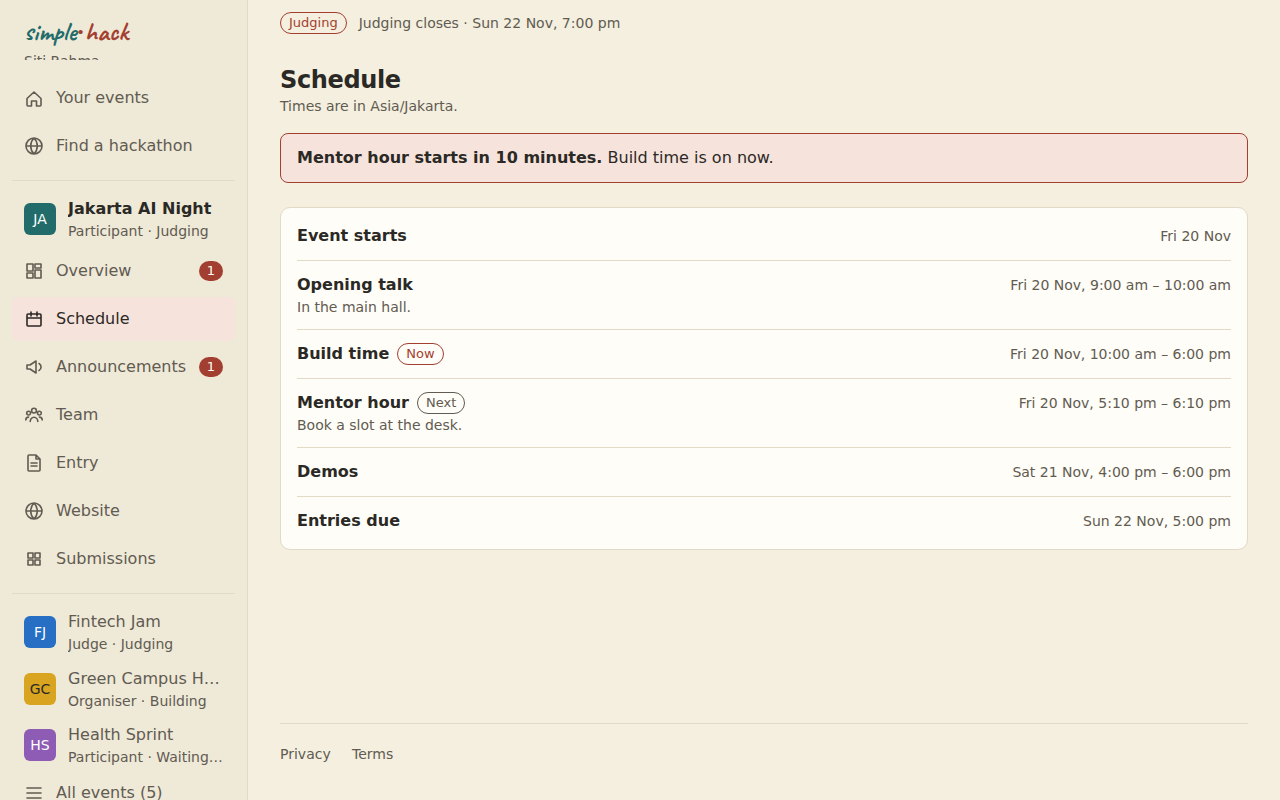 simple·hack
Siti Rahma
Your events
Find a hackathon
JA
Jakarta AI Night
Participant · Judging
Overview 1
Schedule
Announcements 1
Team
Entry
Website
Submissions
FJ
Fintech Jam
Judge · Judging
GC
Green Campus H…
Organiser · Building
HS
Health Sprint
Participant · Waiting…
All events (5)
Judging Judging closes · Sun 22 Nov, 7:00 pm
Schedule
Times are in Asia/Jakarta.
Mentor hour starts in 10 minutes. Build time is on now.
Event starts Fri 20 Nov
Opening talk Fri 20 Nov, 9:00 am – 10:00 am
In the main hall.
Build time Now Fri 20 Nov, 10:00 am – 6:00 pm
Mentor hour Next Fri 20 Nov, 5:10 pm – 6:10 pm
Book a slot at the desk.
Demos Sat 21 Nov, 4:00 pm – 6:00 pm
Entries due Sun 22 Nov, 5:00 pm
Privacy Terms